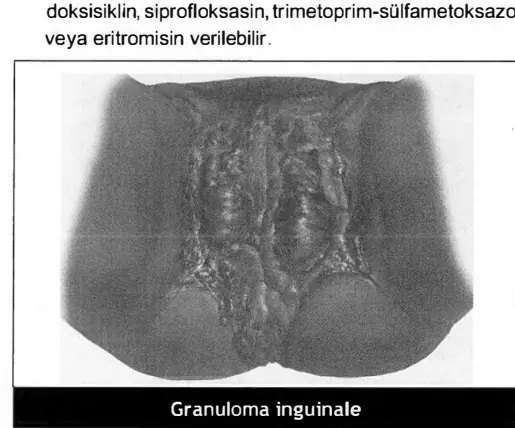 doksisiklin, siprofloksasin, trimetoprim-sülfametoksazo
veya eritromisin verilebilir.
Granuloma inguinale